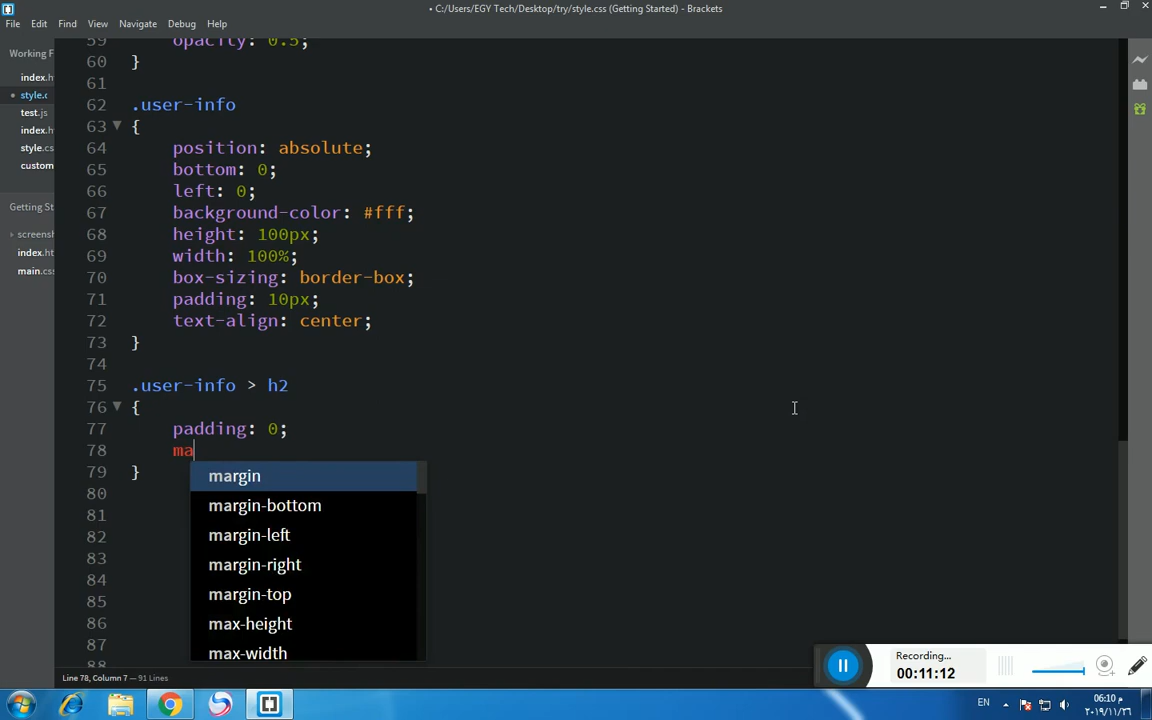 • C:/Users/EGY Tech/Desktop/try/style.css (Getting Started) - Brackets
File Edit Find View Navigate Debug Help
Working F
index.h
• style.c
test.js
index.h
style.cs
custom
Getting St
screensh
index.ht
main.css
59 opacity: 0.5;
60 }
61
62 .user-info
63 {
64 position: absolute;
65 bottom: 0;
66 left: 0;
67 background-color: #fff;
68 height: 100px;
69 width: 100%;
70 box-sizing: border-box;
71 padding: 10px;
72 text-align: center;
73 }
74
75 .user-info > h2
76 {
77 padding: 0;
78 ma
79 }
80
81
82
83
84
85
86
87
88
margin
margin-bottom
margin-left
margin-right
margin-top
max-height
max-width
Line 78, Column 7 — 91 Lines
Recording...
00:11:12
EN
06:10 م
٢٠١٩/١١/٢٦